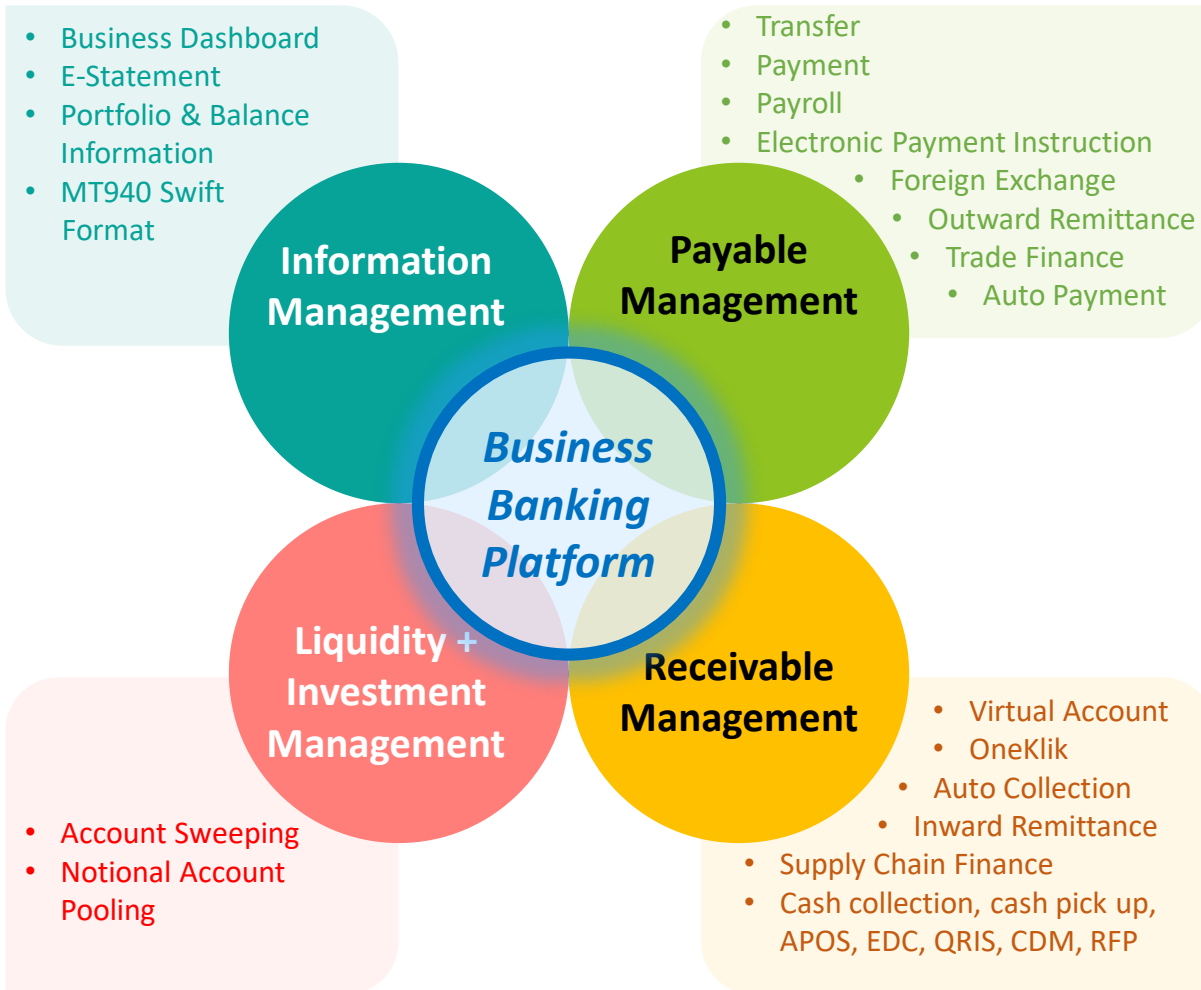 • Business Dashboard
• E-Statement
• Portfolio & Balance
Information
• MT940 Swift
Format
Information
Management
• Transfer
• Payment
• Payroll
• Electronic Payment Instruction
• Foreign Exchange
• Outward Remittance
• Trade Finance
• Auto Payment
Payable
Management
Business
Banking
Platform
Liquidity +
Investment
Management
• Account Sweeping
• Notional Account
Pooling
Receivable
Management
• Virtual Account
• OneKlik
• Auto Collection
• Inward Remittance
• Supply Chain Finance
• Cash collection, cash pick up,
APOS, EDC, QRIS, CDM, RFP